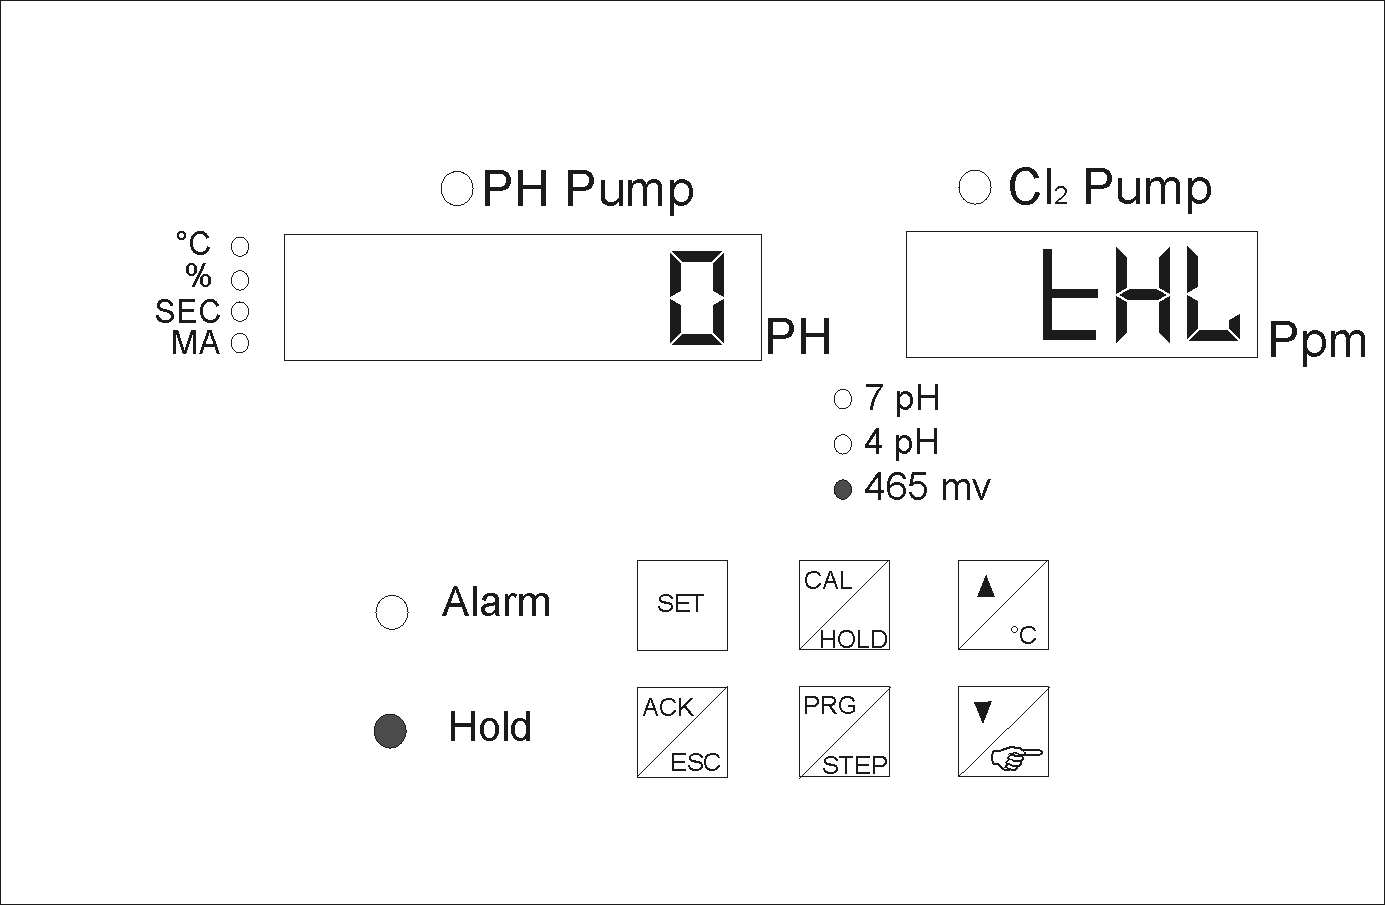 PH Pump
Cl₂ Pump
°C
%
SEC
MA
0
PH
tHL
Ppm
7 pH
4 pH
465 mv
Alarm
SET
CAL
HOLD
▲
°C
Hold
ACK
ESC
PRG
STEP
▼